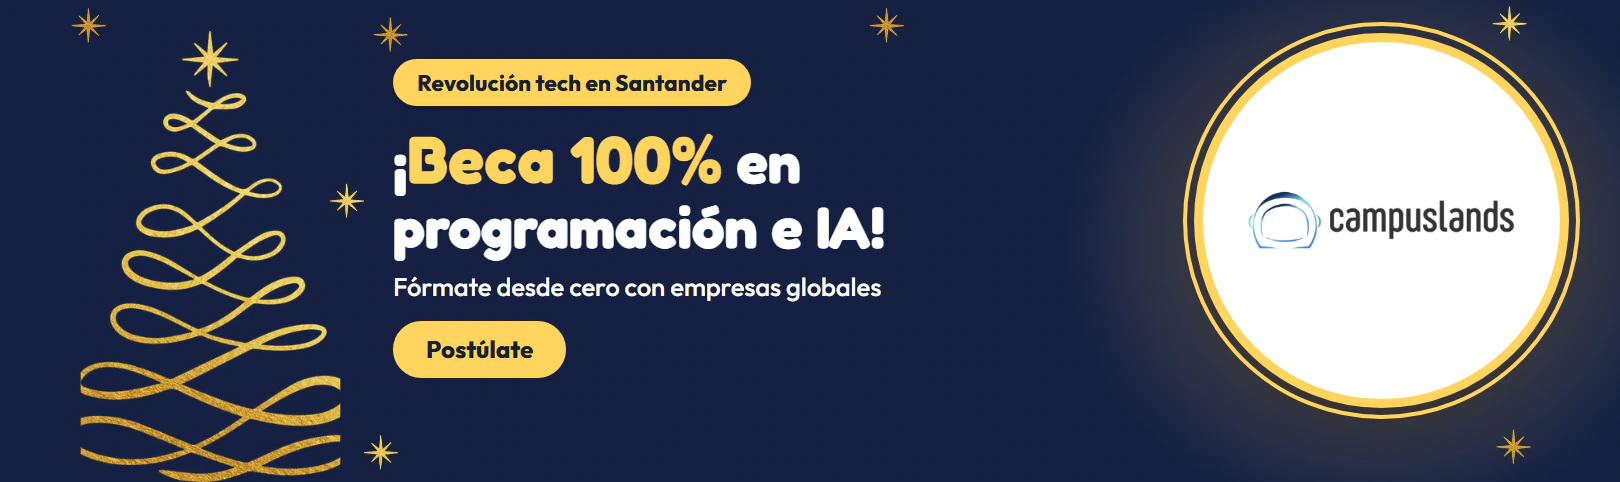 Revolución tech en Santander
¡Beca 100% en
programación e IA!
Fórmate desde cero con empresas globales
Postúlate
campuslands